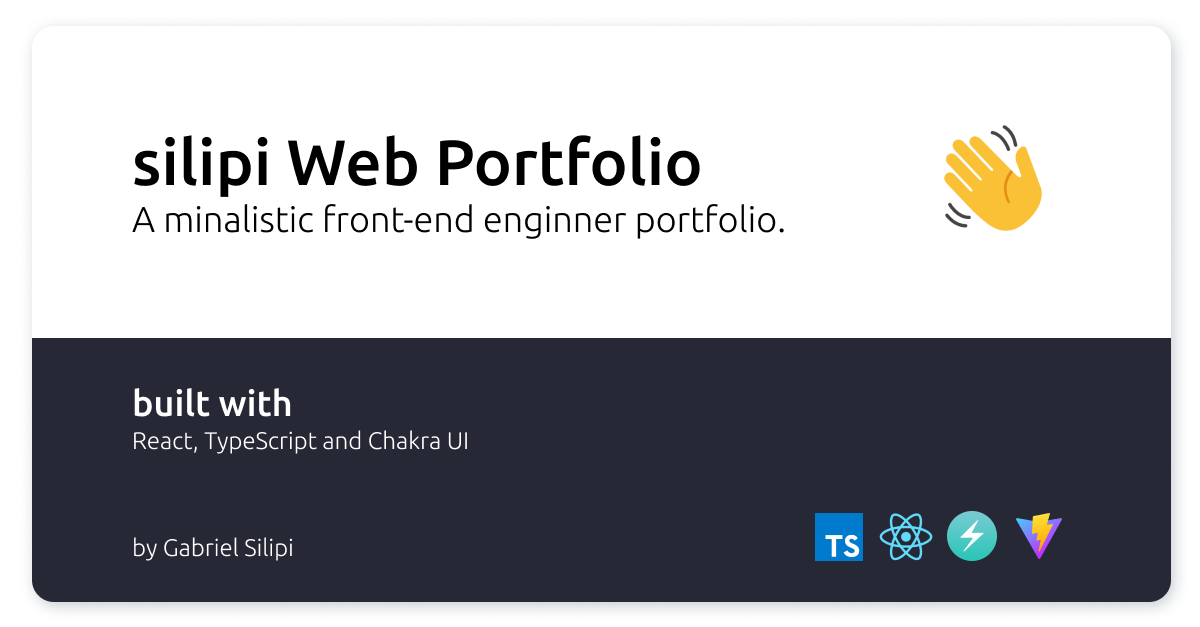 silipi Web Portfolio
A minalistic front-end enginner portfolio.
built with
React, TypeScript and Chakra UI
by Gabriel Silipi
TS